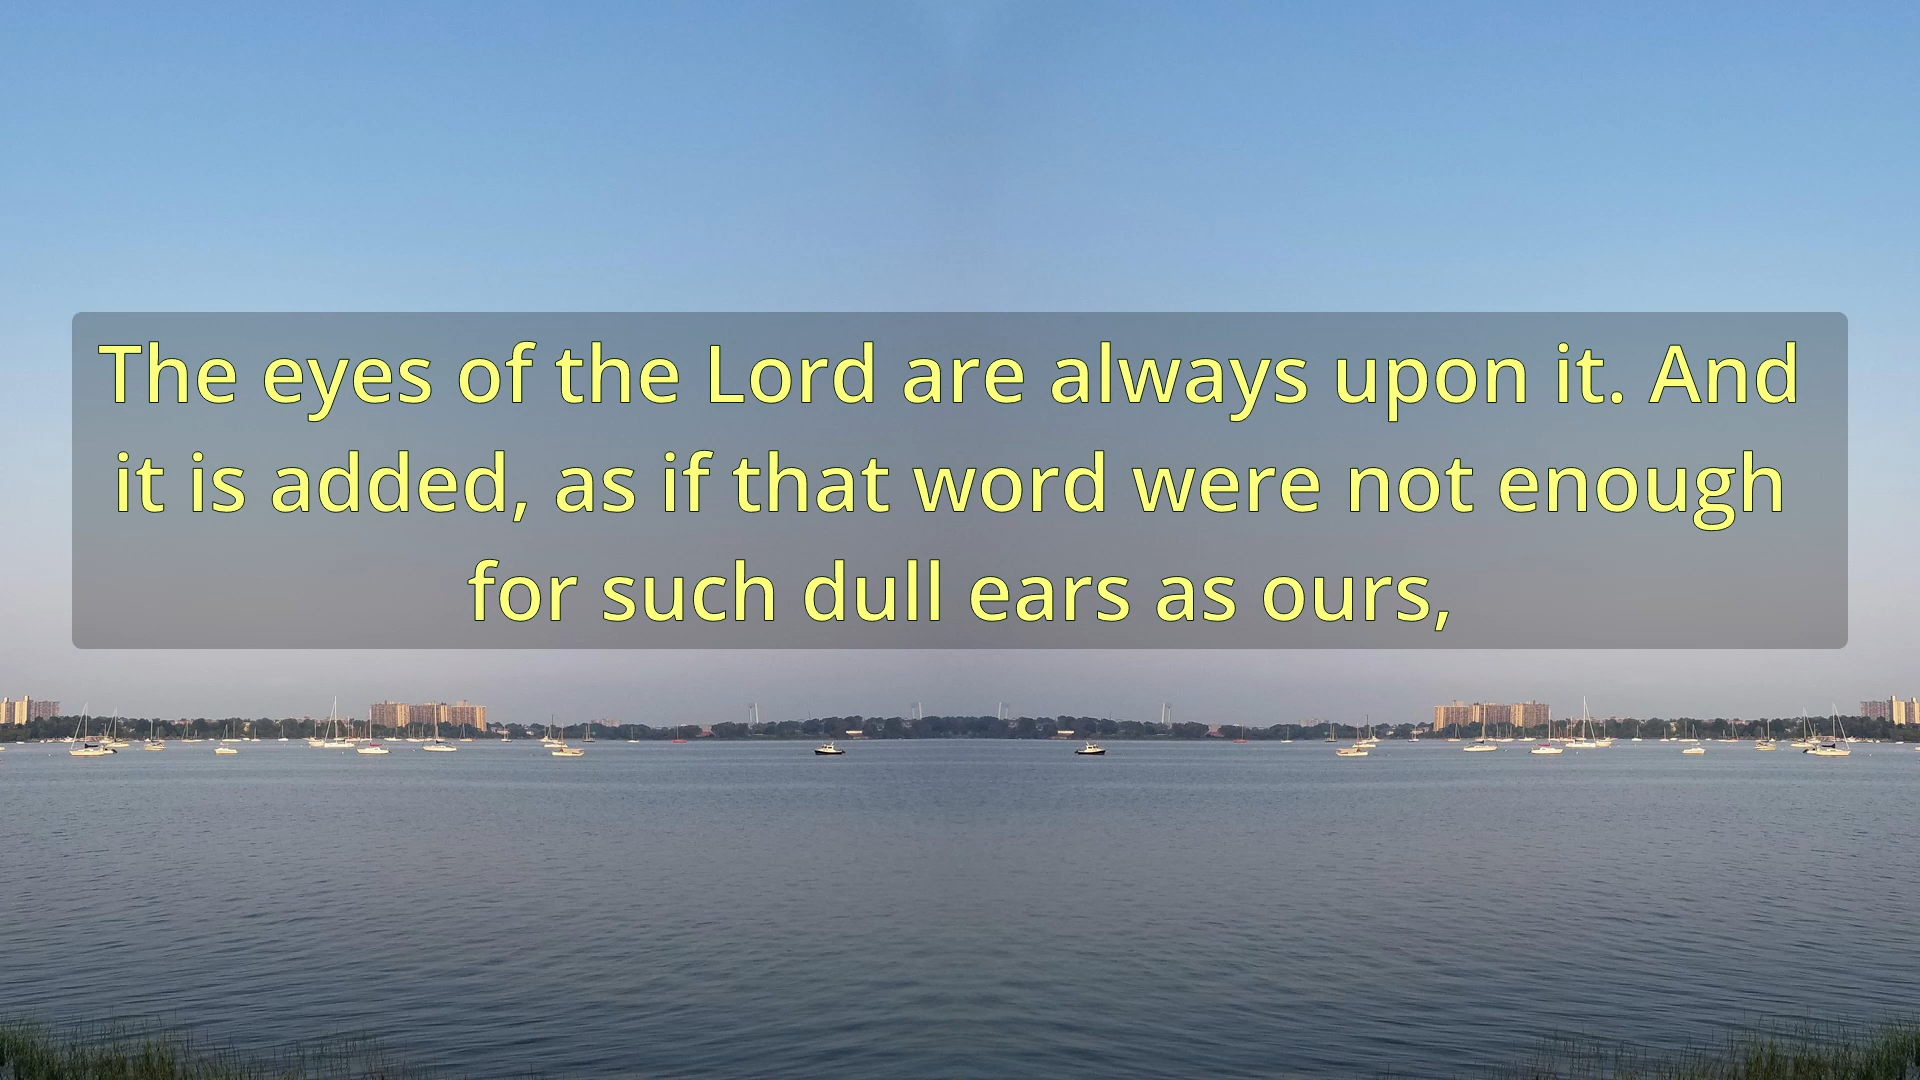 The eyes of the Lord are always upon it. And
it is added, as if that word were not enough
for such dull ears as ours,